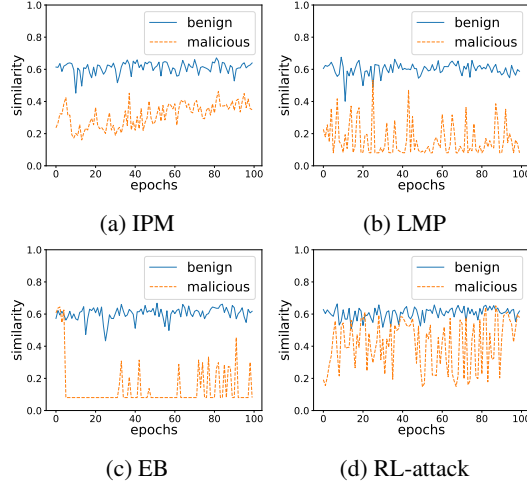 1.0
0.8
0.6
0.4
0.2
0.0
similarity
benign
malicious
0 20 40 60 80 100
epochs
(a) IPM
1.0
0.8
0.6
0.4
0.2
0.0
similarity
benign
malicious
0 20 40 60 80 100
epochs
(b) LMP
1.0
0.8
0.6
0.4
0.2
0.0
similarity
benign
malicious
0 20 40 60 80 100
epochs
(c) EB
1.0
0.8
0.6
0.4
0.2
0.0
similarity
benign
malicious
0 20 40 60 80 100
epochs
(d) RL-attack